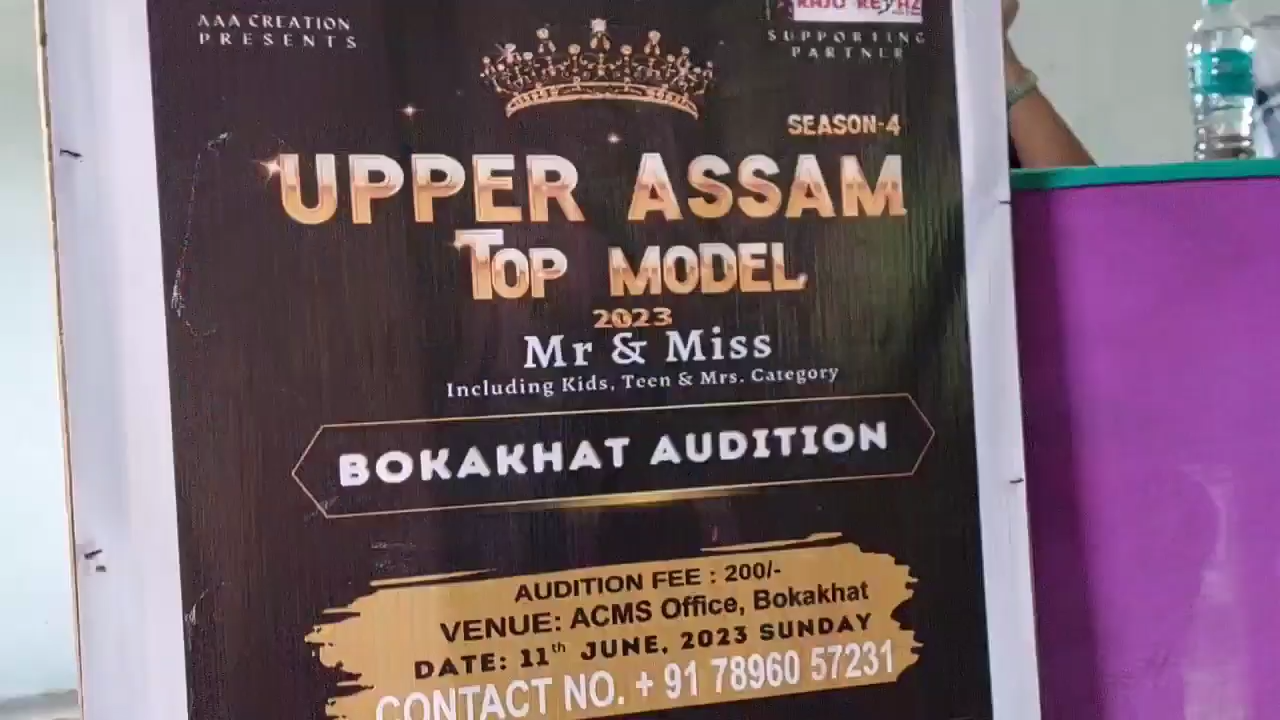 AAA CREATION
PRESENTS
SUPPORTING
PARTNER
SEASON-4
UPPER ASSAM
TOP MODEL
2023
Mr & Miss
Including Kids, Teen & Mrs. Category
BOKAKHAT AUDITION
AUDITION FEE : 200/-
VENUE: ACMS Office, Bokakhat
DATE: 11th JUNE, 2023 SUNDAY
CONTACT NO. + 91 78960 57231